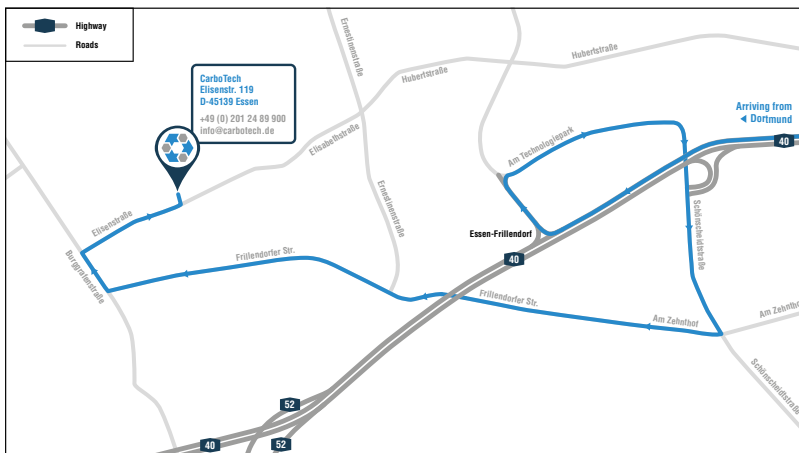 Highway
Roads
CarboTech
Elisenstr. 119
D-45139 Essen
+49 (0) 201 24 89 900
info@carbotech.de
Ernestinenstraße
Hubertstraße
Hubertstraße
Arriving from
Dortmund
40
Elisabethstraße
Am Technologiepark
Elisenstraße
Ernestinenstraße
Schönscheidtstraße
Burggrafenstraße
Essen-Frillendorf
Frillendorfer Str.
40
Frillendorfer Str.
Am Zehnthof
Am Zehnthof
Schönscheidtstraße
52
40
52